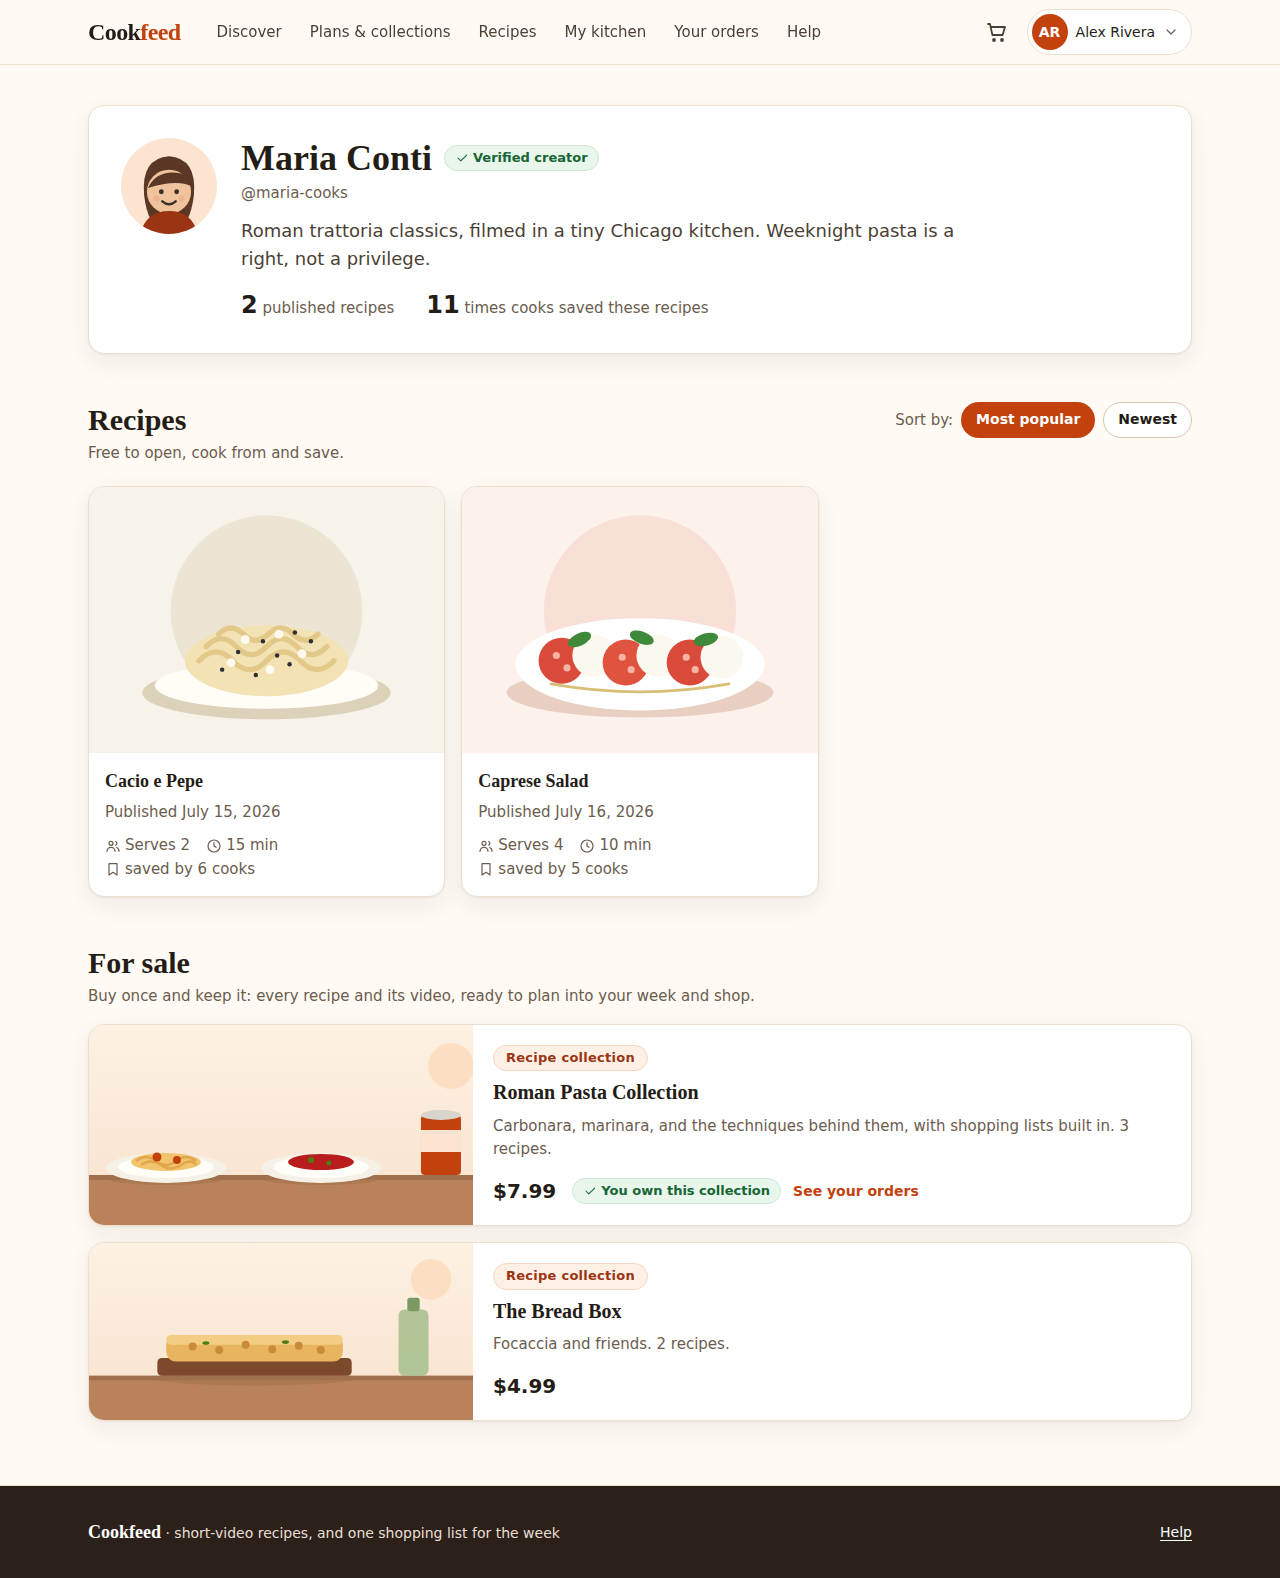 Cookfeed
Discover
Plans & collections
Recipes
My kitchen
Your orders
Help
AR
Alex Rivera
Maria Conti
Verified creator
@maria-cooks
Roman trattoria classics, filmed in a tiny Chicago kitchen. Weeknight pasta is a
right, not a privilege.
2 published recipes
11 times cooks saved these recipes
Recipes
Sort by:
Most popular
Newest
Free to open, cook from and save.
Cacio e Pepe
Published July 15, 2026
Serves 2
15 min
saved by 6 cooks
Caprese Salad
Published July 16, 2026
Serves 4
10 min
saved by 5 cooks
For sale
Buy once and keep it: every recipe and its video, ready to plan into your week and shop.
Recipe collection
Roman Pasta Collection
Carbonara, marinara, and the techniques behind them, with shopping lists built in. 3
recipes.
$7.99
You own this collection
See your orders
Recipe collection
The Bread Box
Focaccia and friends. 2 recipes.
$4.99
Cookfeed · short-video recipes, and one shopping list for the week
Help